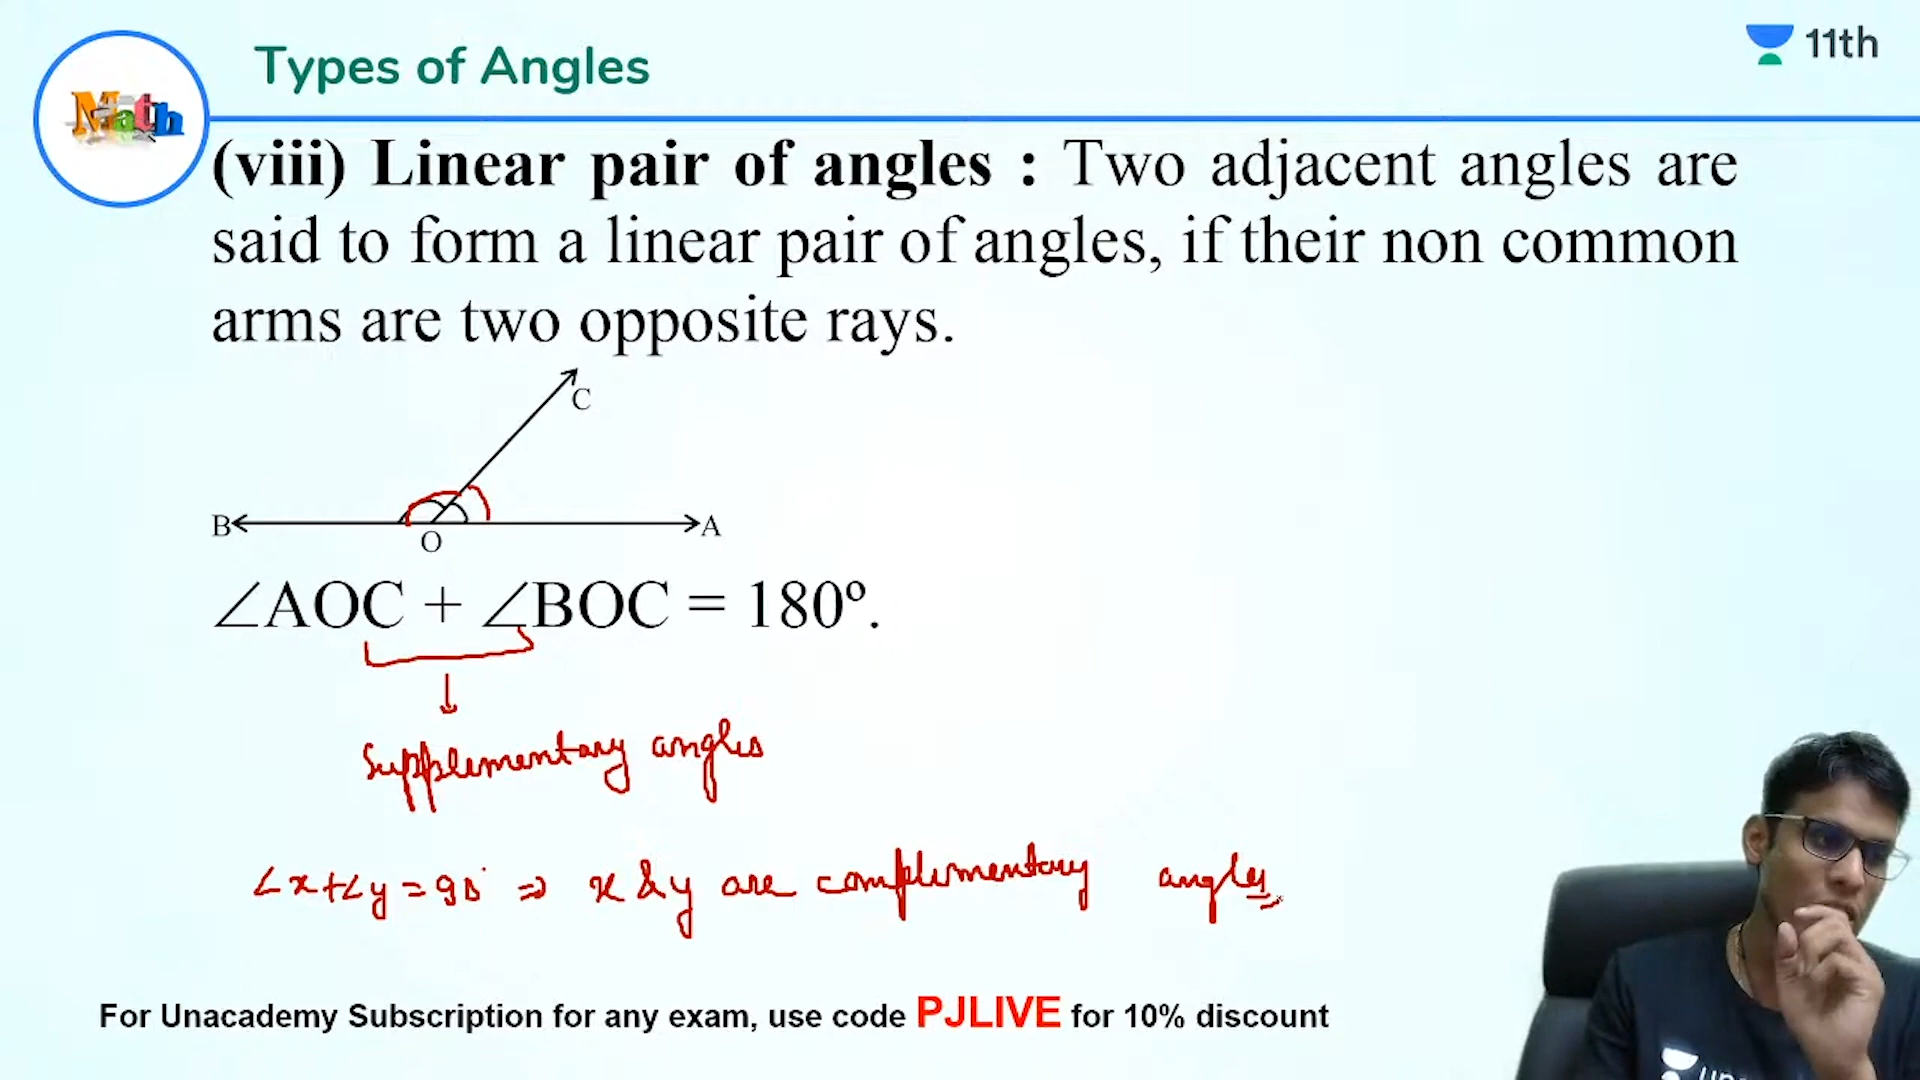 Types of Angles
11th
Math
(viii) Linear pair of angles : Two adjacent angles are
said to form a linear pair of angles, if their non common
arms are two opposite rays.
C
B
A
O
∠AOC + ∠BOC = 180º.
Supplementary angles
∠x+∠y=90° ⇒ x & y are complementary angles
For Unacademy Subscription for any exam, use code PJLIVE for 10% discount